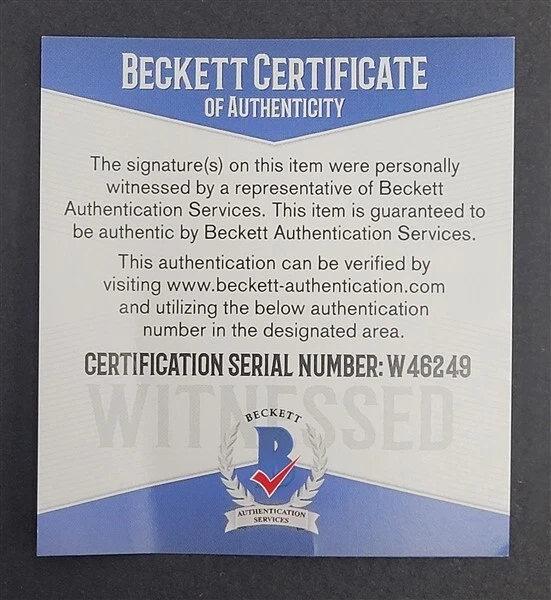 BECKETT CERTIFICATE
OF AUTHENTICITY
The signature(s) on this item were personally
witnessed by a representative of Beckett
Authentication Services. This item is guaranteed to
be authentic by Beckett Authentication Services.
This authentication can be verified by
visiting www.beckett-authentication.com
and utilizing the below authentication
number in the designated area.
CERTIFICATION SERIAL NUMBER: W46249
WITNESSED
BECKETT
B
AUTHENTICATION
SERVICES